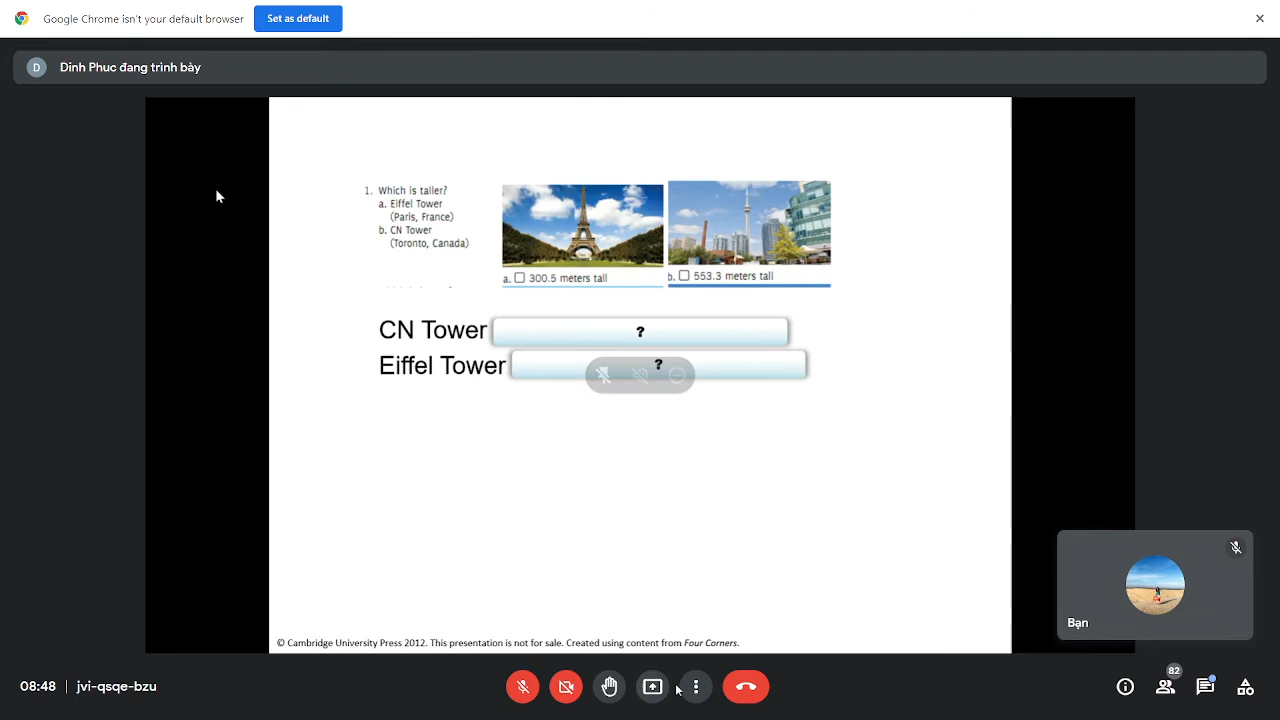 Google Chrome isn't your default browser
Set as default
D
Dinh Phuc đang trình bày
1. Which is taller?
a. Eiffel Tower
(Paris, France)
b. CN Tower
(Toronto, Canada)
a. 300.5 meters tall
b. 553.3 meters tall
CN Tower ?
Eiffel Tower ?
Bạn
© Cambridge University Press 2012. This presentation is not for sale. Created using content from Four Corners.
08:48 | jvi-qsqe-bzu
82